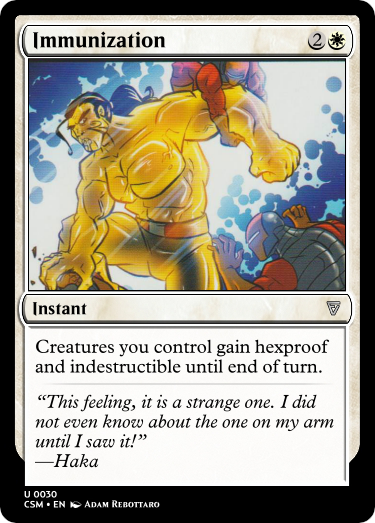 Immunization 2
Instant
Creatures you control gain hexproof
and indestructible until end of turn.
“This feeling, it is a strange one. I did
not even know about the one on my arm
until I saw it!”
—Haka
U 0030
CSM • EN Adam Rebottaro